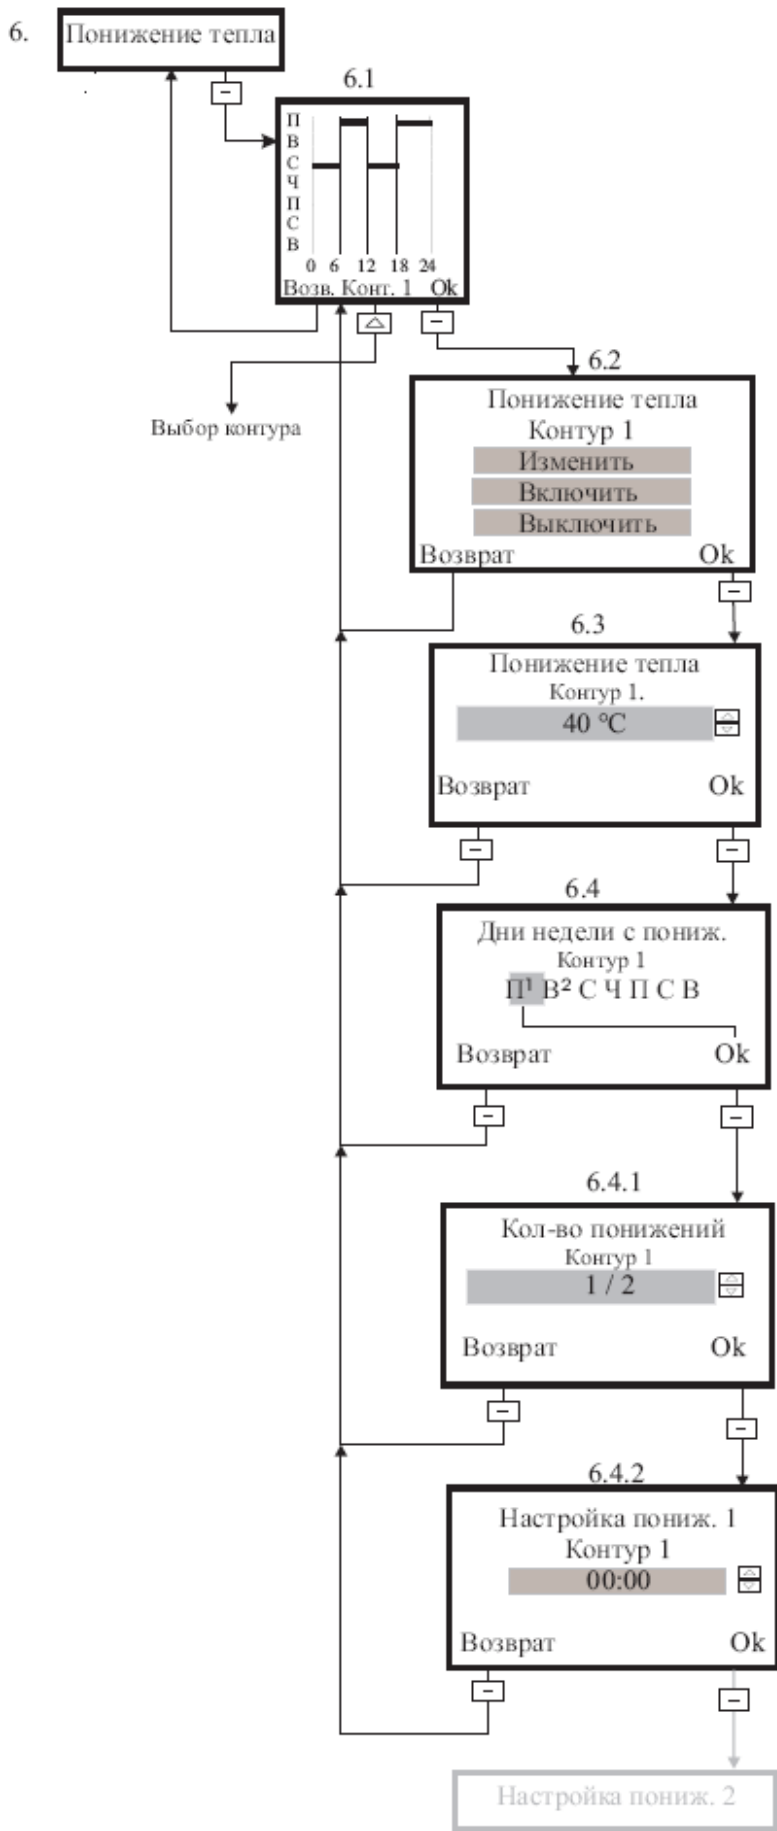 6.
Понижение тепла
6.1
П
В
С
Ч
П
С
В
0 6 12 18 24
Возв. Конт. 1 Ok
Выбор контура
6.2
Понижение тепла
Контур 1
Изменить
Включить
Выключить
Возврат Ok
6.3
Понижение тепла
Контур 1.
40 °C
Возврат Ok
6.4
Дни недели с пониж.
Контур 1
П¹ В² С Ч П С В
Возврат Ok
6.4.1
Кол-во понижений
Контур 1
1 / 2
Возврат Ok
6.4.2
Настройка пониж. 1
Контур 1
00:00
Возврат Ok
Настройка пониж. 2